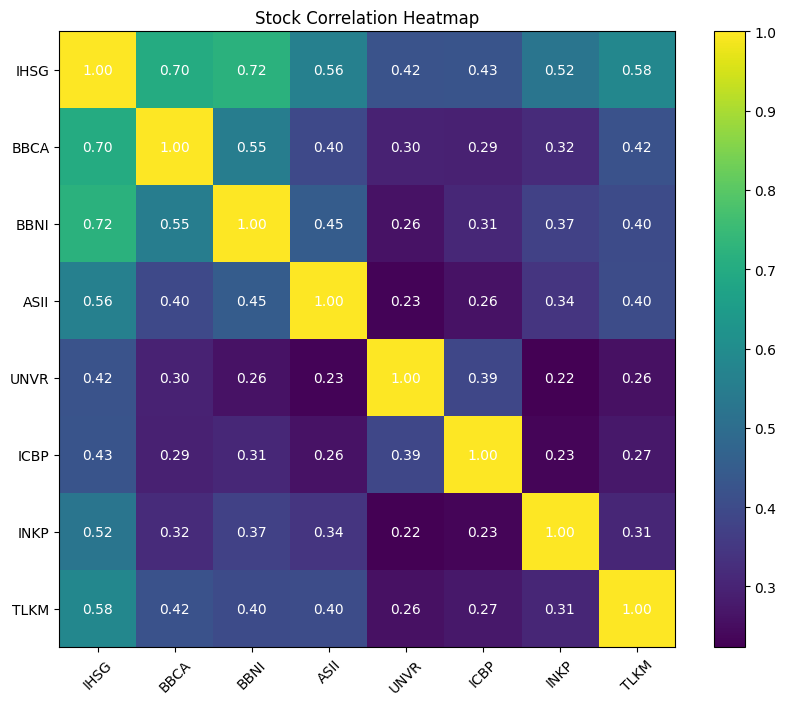 Stock Correlation Heatmap
IHSG 1.00 0.70 0.72 0.56 0.42 0.43 0.52 0.58
BBCA 0.70 1.00 0.55 0.40 0.30 0.29 0.32 0.42
BBNI 0.72 0.55 1.00 0.45 0.26 0.31 0.37 0.40
ASII 0.56 0.40 0.45 1.00 0.23 0.26 0.34 0.40
UNVR 0.42 0.30 0.26 0.23 1.00 0.39 0.22 0.26
ICBP 0.43 0.29 0.31 0.26 0.39 1.00 0.23 0.27
INKP 0.52 0.32 0.37 0.34 0.22 0.23 1.00 0.31
TLKM 0.58 0.42 0.40 0.40 0.26 0.27 0.31 1.00
IHSG BBCA BBNI ASII UNVR ICBP INKP TLKM
1.0
0.9
0.8
0.7
0.6
0.5
0.4
0.3